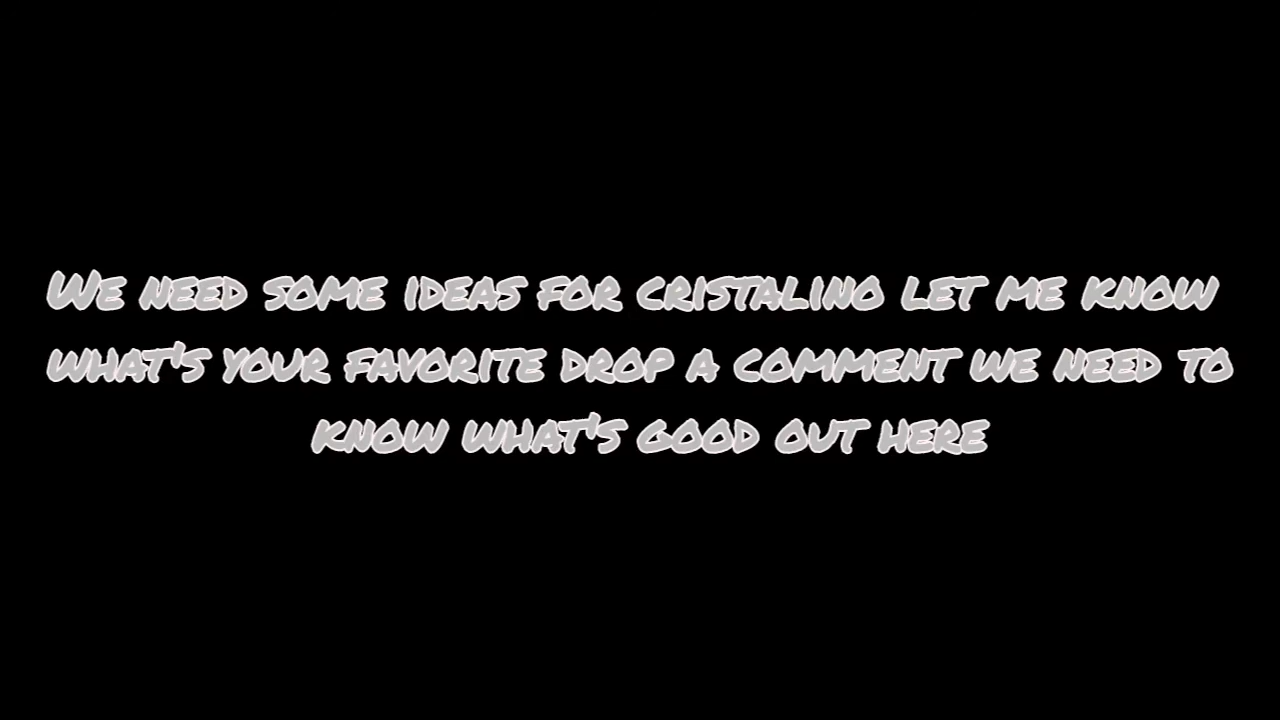 We need some ideas for cristalino let me know
what's your favorite drop a comment we need to
know what's good out here